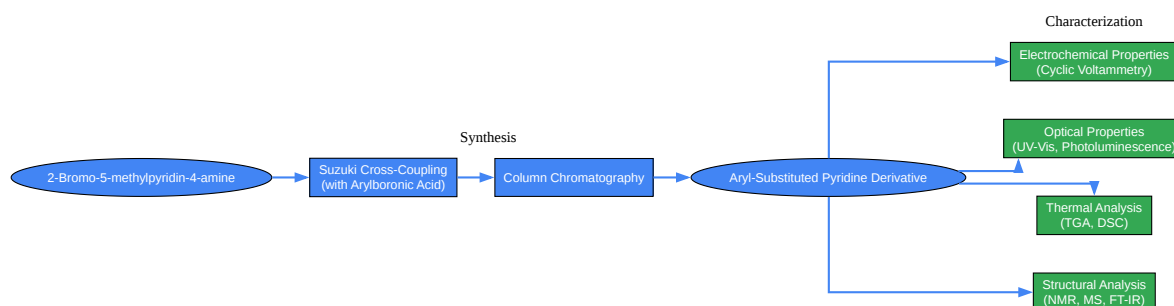 Characterization
Electrochemical Properties
(Cyclic Voltammetry)
Synthesis
Optical Properties
(UV-Vis, Photoluminescence)
2-Bromo-5-methylpyridin-4-amine
Suzuki Cross-Coupling
(with Arylboronic Acid)
Column Chromatography
Aryl-Substituted Pyridine Derivative
Thermal Analysis
(TGA, DSC)
Structural Analysis
(NMR, MS, FT-IR)